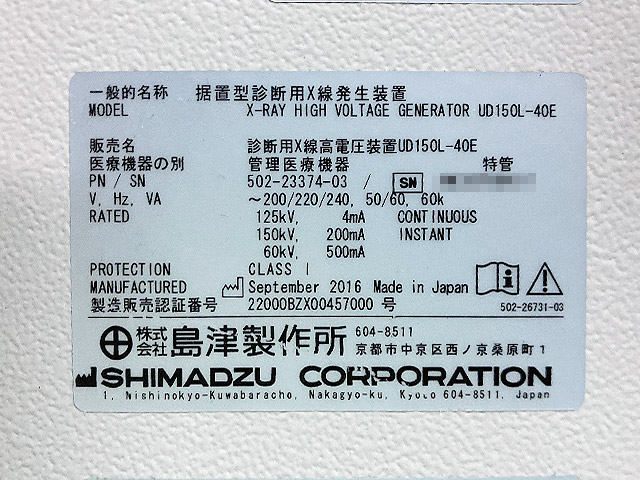 一般的名称 据置型診断用X線発生装置
MODEL X-RAY HIGH VOLTAGE GENERATOR UD150L-40E
販売名 診断用X線高電圧装置UD150L-40E
医療機器の別 管理医療機器 特管
PN / SN 502-23374-03 / SN
V, Hz, VA ～200/220/240, 50/60, 60k
RATED 125kV, 4mA CONTINUOUS
150kV, 200mA INSTANT
60kV, 500mA
PROTECTION CLASS I
MANUFACTURED September 2016 Made in Japan
製造販売認証番号 22000BZX00457000 号
502-26731-03
株式会社 島津製作所 604-8511
京都市中京区西ノ京桑原町1
SHIMADZU CORPORATION
1, Nishinokyo-Kuwabaracho, Nakagyo-ku, Kyoto 604-8511, Japan